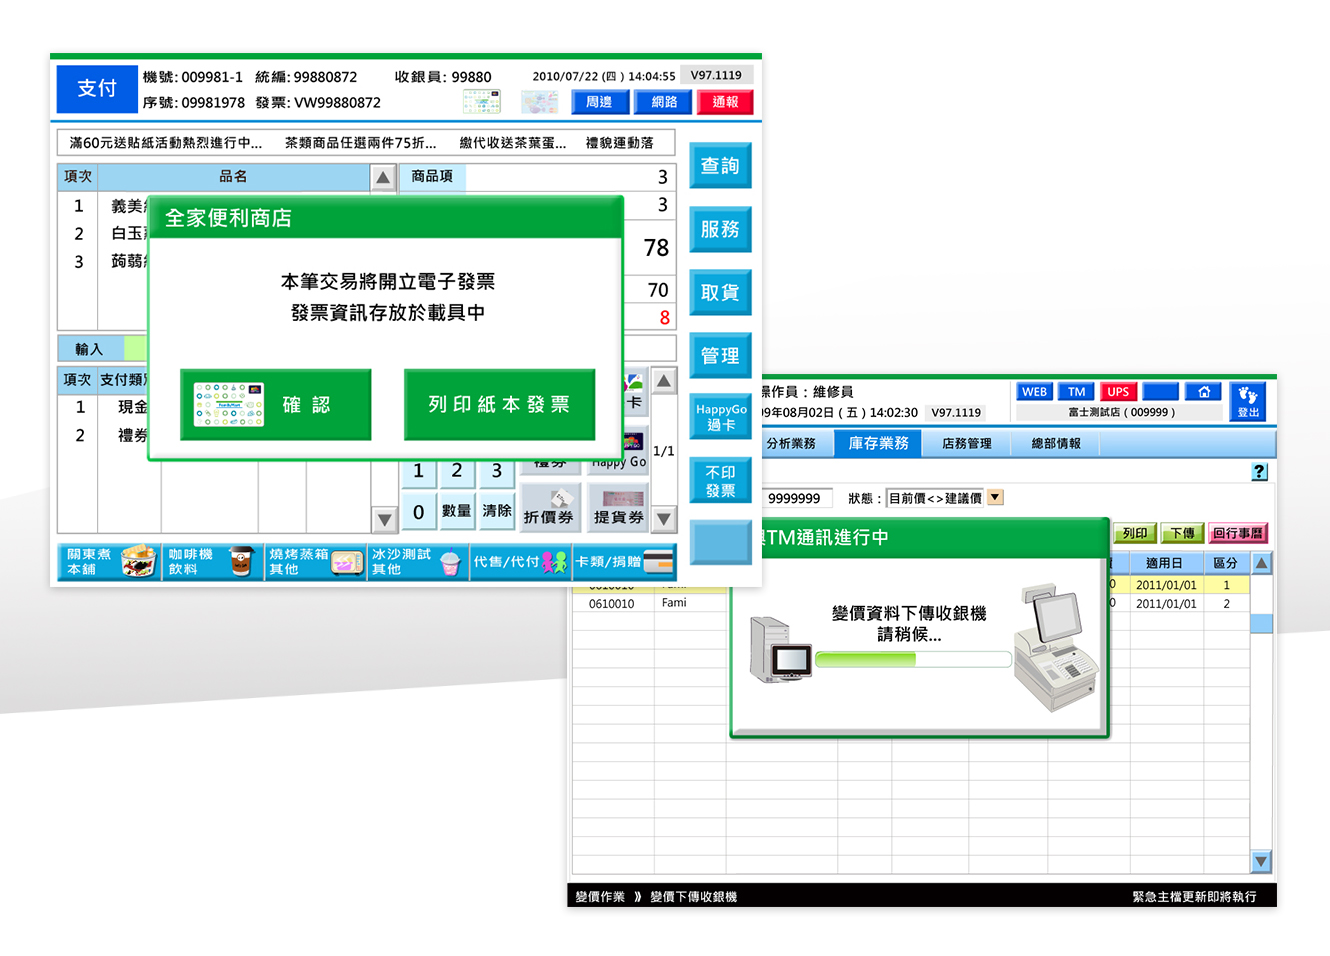 支付
機號: 009981-1 統編: 99880872 收銀員: 99880 2010/07/22 (四) 14:04:55 V97.1119
序號: 09981978 發票: VW99880872
周邊 網路 通報
滿60元送貼紙活動熱烈進行中... 茶類商品任選兩件75折... 繳代收送茶葉蛋... 禮貌運動落
項次 品名 商品項 3
1 義美 3
2 白玉 78
3 蒟蒻
70
8
全家便利商店
本筆交易將開立電子發票
發票資訊存放於載具中
確認 列印紙本發票
輸入
項次 支付類
1 現金 卡
2 禮券 1/1
1 2 3 禮券 Happy Go
0 數量 清除 折價券 提貨券
查詢
服務
取貨
管理
HappyGo
過卡
不印
發票
關東煮
本舖
咖啡機
飲料
燒烤蒸箱
其他
冰沙測試
其他
代售/代付
卡類/捐贈
操作員：維修員 WEB TM UPS
09年08月02日 (五) 14:02:30 V97.1119 富士測試店 (009999) 登出
分析業務 庫存業務 店務管理 總部情報
?
9999999 狀態： 目前價<>建議價
列印 下傳 回行事曆
適用日 區分
0610010 Fami 0 2011/01/01 1
0610010 Fami 0 2011/01/01 2
TM通訊進行中
變價資料下傳收銀機
請稍候...
變價作業 》 變價下傳收銀機 緊急主檔更新即將執行